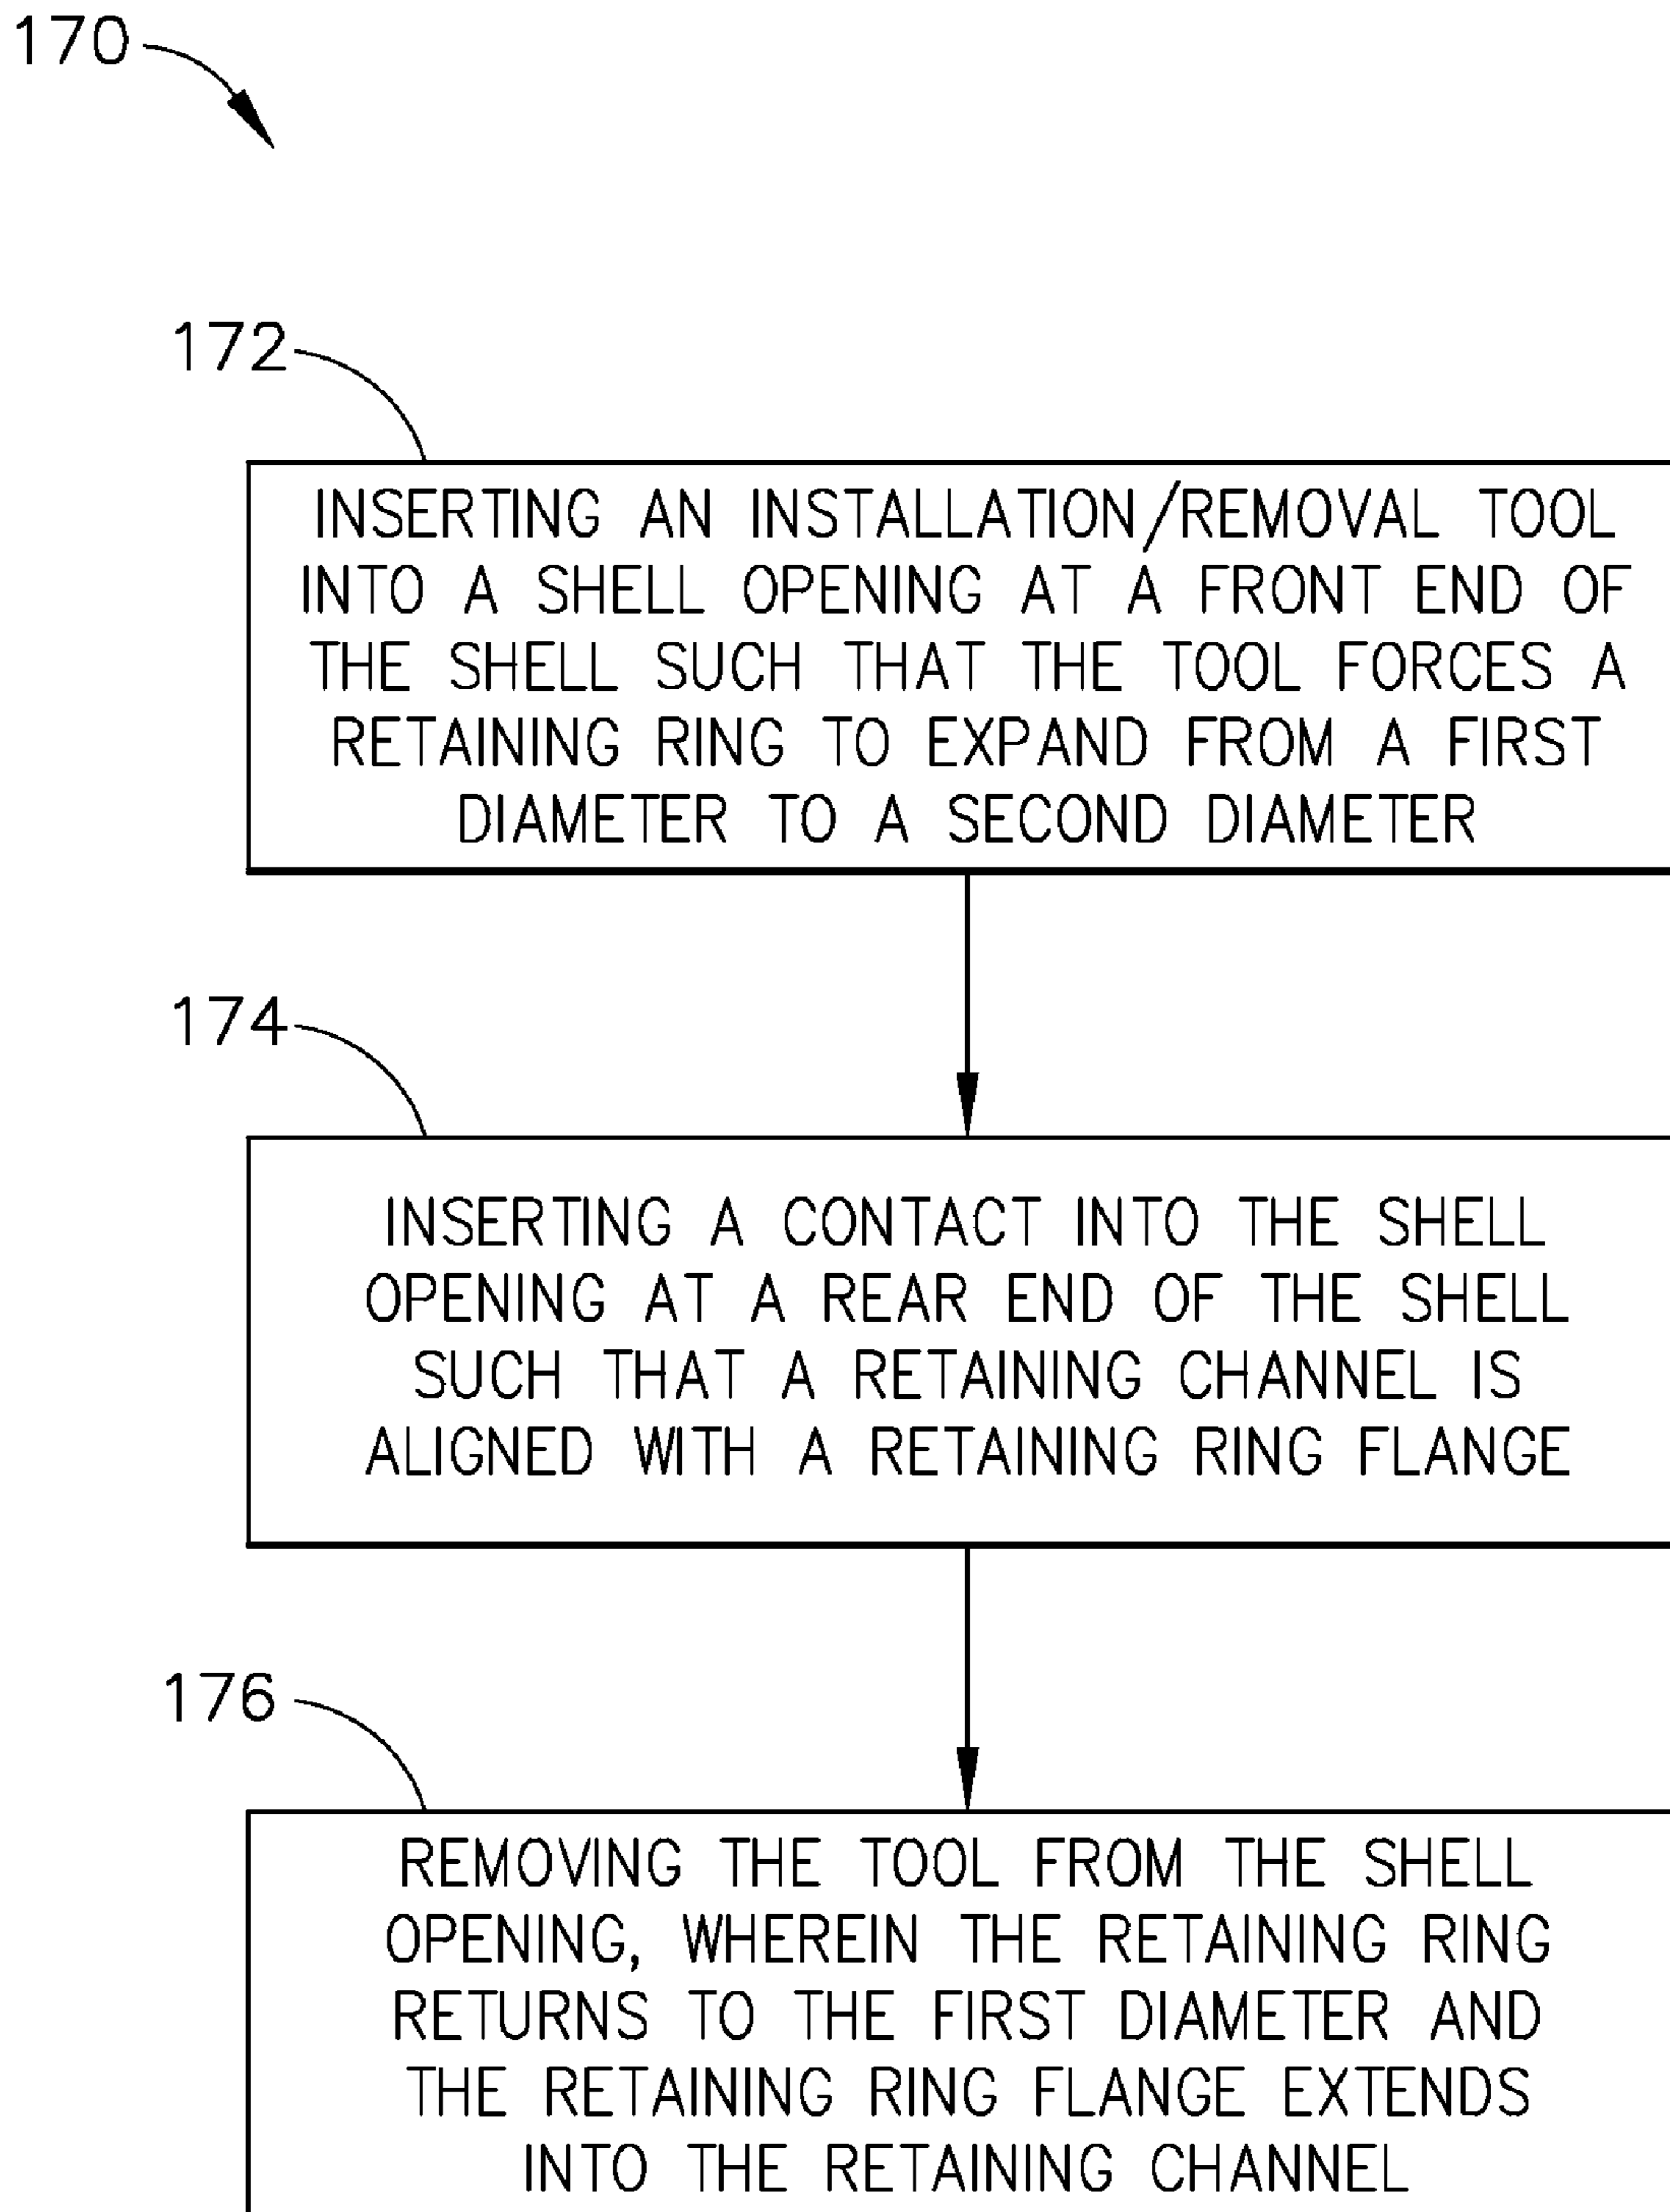 170
172
INSERTING AN INSTALLATION/REMOVAL TOOL
INTO A SHELL OPENING AT A FRONT END OF
THE SHELL SUCH THAT THE TOOL FORCES A
RETAINING RING TO EXPAND FROM A FIRST
DIAMETER TO A SECOND DIAMETER
174
INSERTING A CONTACT INTO THE SHELL
OPENING AT A REAR END OF THE SHELL
SUCH THAT A RETAINING CHANNEL IS
ALIGNED WITH A RETAINING RING FLANGE
176
REMOVING THE TOOL FROM THE SHELL
OPENING, WHEREIN THE RETAINING RING
RETURNS TO THE FIRST DIAMETER AND
THE RETAINING RING FLANGE EXTENDS
INTO THE RETAINING CHANNEL